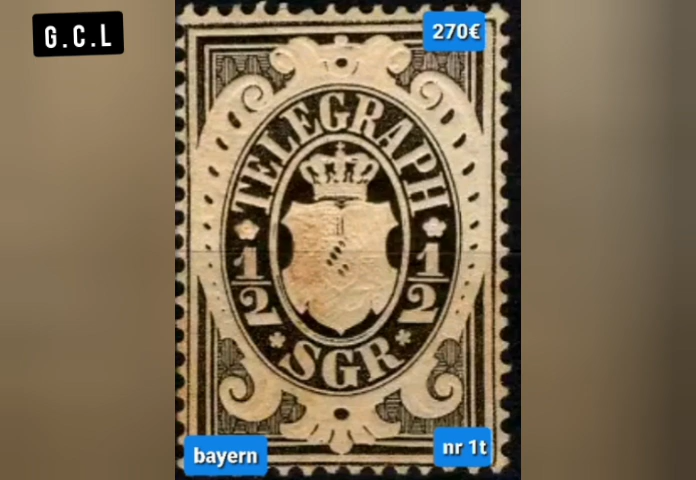 G.C.L
270€
TELEGRAPH
1/2 1/2
SGR
bayern
nr 1t